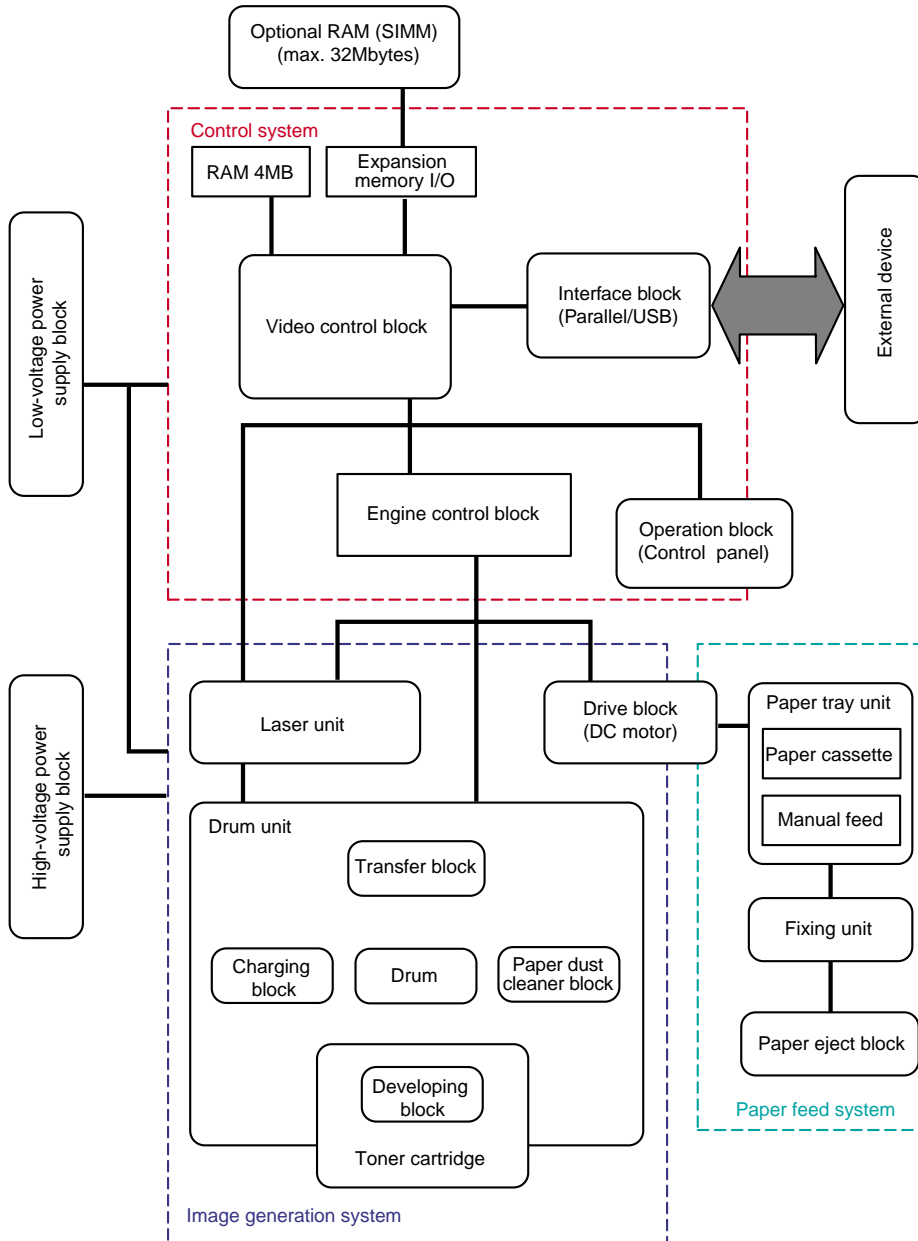 Optional RAM (SIMM)
(max. 32Mbytes)
Control system
RAM 4MB
Expansion
memory I/O
Low-voltage power
supply block
Video control block
Interface block
(Parallel/USB)
External device
Engine control block
Operation block
(Control panel)
High-voltage power
supply block
Laser unit
Drive block
(DC motor)
Paper tray unit
Paper cassette
Manual feed
Drum unit
Transfer block
Charging
block
Drum
Paper dust
cleaner block
Fixing unit
Paper eject block
Developing
block
Toner cartridge
Paper feed system
Image generation system